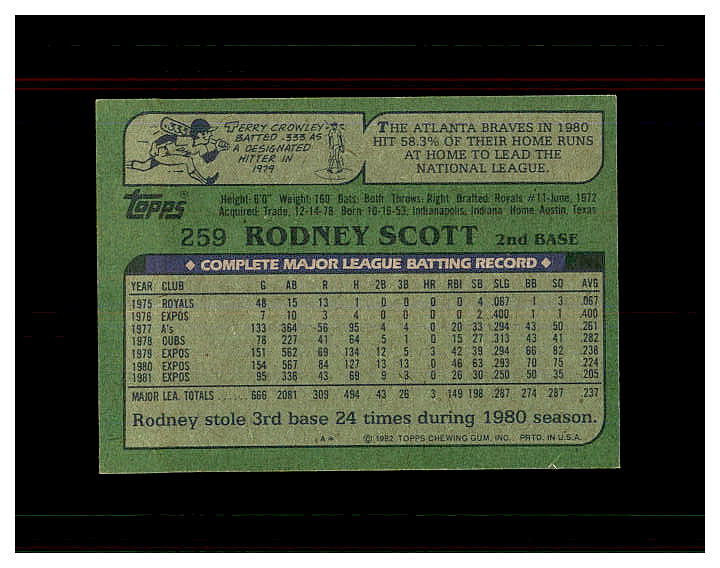 TERRY CROWLEY
BATTED .333 AS
A DESIGNATED
HITTER IN
1979
THE ATLANTA BRAVES IN 1980
HIT 58.3% OF THEIR HOME RUNS
AT HOME TO LEAD THE
NATIONAL LEAGUE.
TOPPS®
Height: 6'0" Weight: 160 Bats: Both Throws: Right Drafted: Royals #11-June, 1972
Acquired: Trade, 12-14-78 Born: 10-16-53, Indianapolis, Indiana Home: Austin, Texas
259 RODNEY SCOTT 2nd BASE
◆ COMPLETE MAJOR LEAGUE BATTING RECORD ◆
YEAR CLUB G AB R H 2B 3B HR RBI SB SLG BB SO AVG
1975 ROYALS 48 15 13 1 0 0 0 0 4 .067 1 3 .067
1976 EXPOS 7 10 3 4 0 0 0 0 2 .400 1 1 .400
1977 A's 133 364 56 95 4 4 0 20 33 .294 43 50 .261
1978 CUBS 78 227 41 64 5 1 0 15 27 .313 43 41 .282
1979 EXPOS 151 562 69 134 12 5 3 42 39 .294 66 82 .238
1980 EXPOS 154 567 84 127 13 13 0 46 63 .293 70 75 .224
1981 EXPOS 95 336 43 69 9 3 0 26 30 .250 50 35 .205
MAJOR LEA. TOTALS ..... 666 2081 309 494 43 26 3 149 198 .287 274 287 .237
Rodney stole 3rd base 24 times during 1980 season.
A* © 1982 TOPPS CHEWING GUM, INC. PRTD. IN U.S.A.